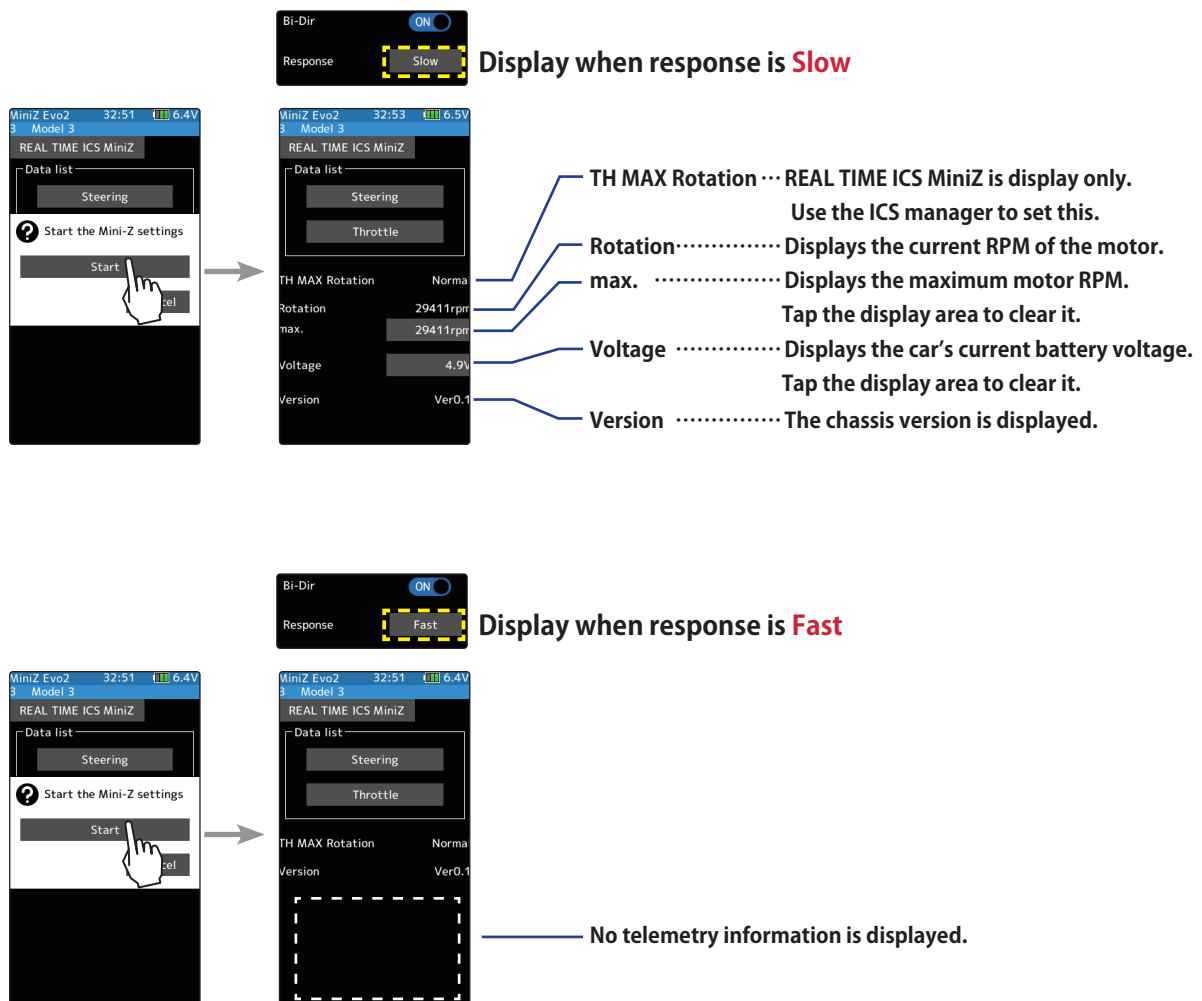 Bi-Dir ON
Response Slow
Display when response is Slow
MiniZ Evo2 32:51 6.4V
3 Model 3
REAL TIME ICS MiniZ
Data list
Steering
Start the Mini-Z settings
Start
MiniZ Evo2 32:53 6.5V
3 Model 3
REAL TIME ICS MiniZ
Data list
Steering
Throttle
TH MAX Rotation Normal
Rotation 29411rpm
max. 29411rpm
Voltage 4.9V
Version Ver0.1
TH MAX Rotation ··· REAL TIME ICS MiniZ is display only.
Use the ICS manager to set this.
Rotation ··············· Displays the current RPM of the motor.
max. ··············· Displays the maximum motor RPM.
Tap the display area to clear it.
Voltage ··············· Displays the car’s current battery voltage.
Tap the display area to clear it.
Version ··············· The chassis version is displayed.
Bi-Dir ON
Response Fast
Display when response is Fast
MiniZ Evo2 32:51 6.4V
3 Model 3
REAL TIME ICS MiniZ
Data list
Steering
Start the Mini-Z settings
Start
MiniZ Evo2 32:51 6.4V
3 Model 3
REAL TIME ICS MiniZ
Data list
Steering
Throttle
TH MAX Rotation Normal
Version Ver0.1
No telemetry information is displayed.